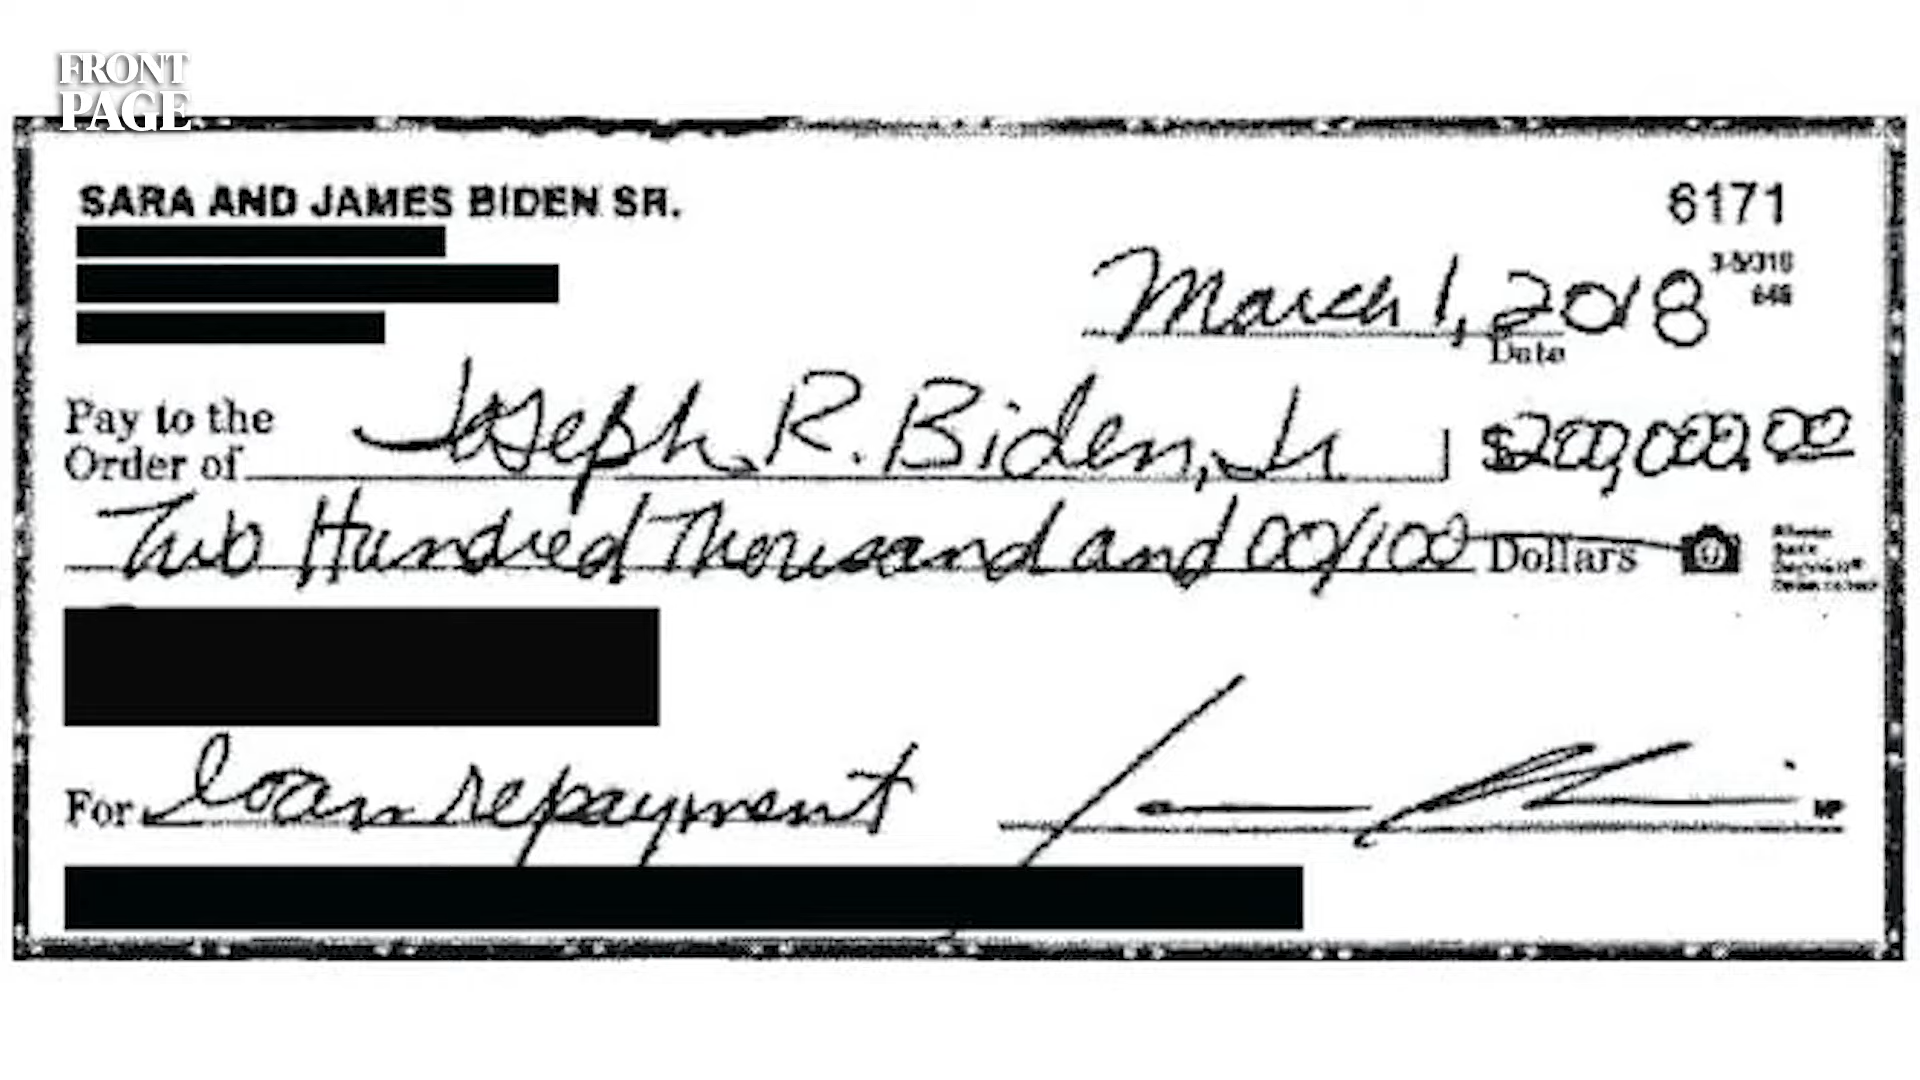 FRONT
PAGE
SARA AND JAMES BIDEN SR.
6171
March 1, 2018
Date
Pay to the
Order of Joseph R. Biden, Jr $200,000.00
Two Hundred Thousand and 00/100 Dollars
For loan repayment
MP